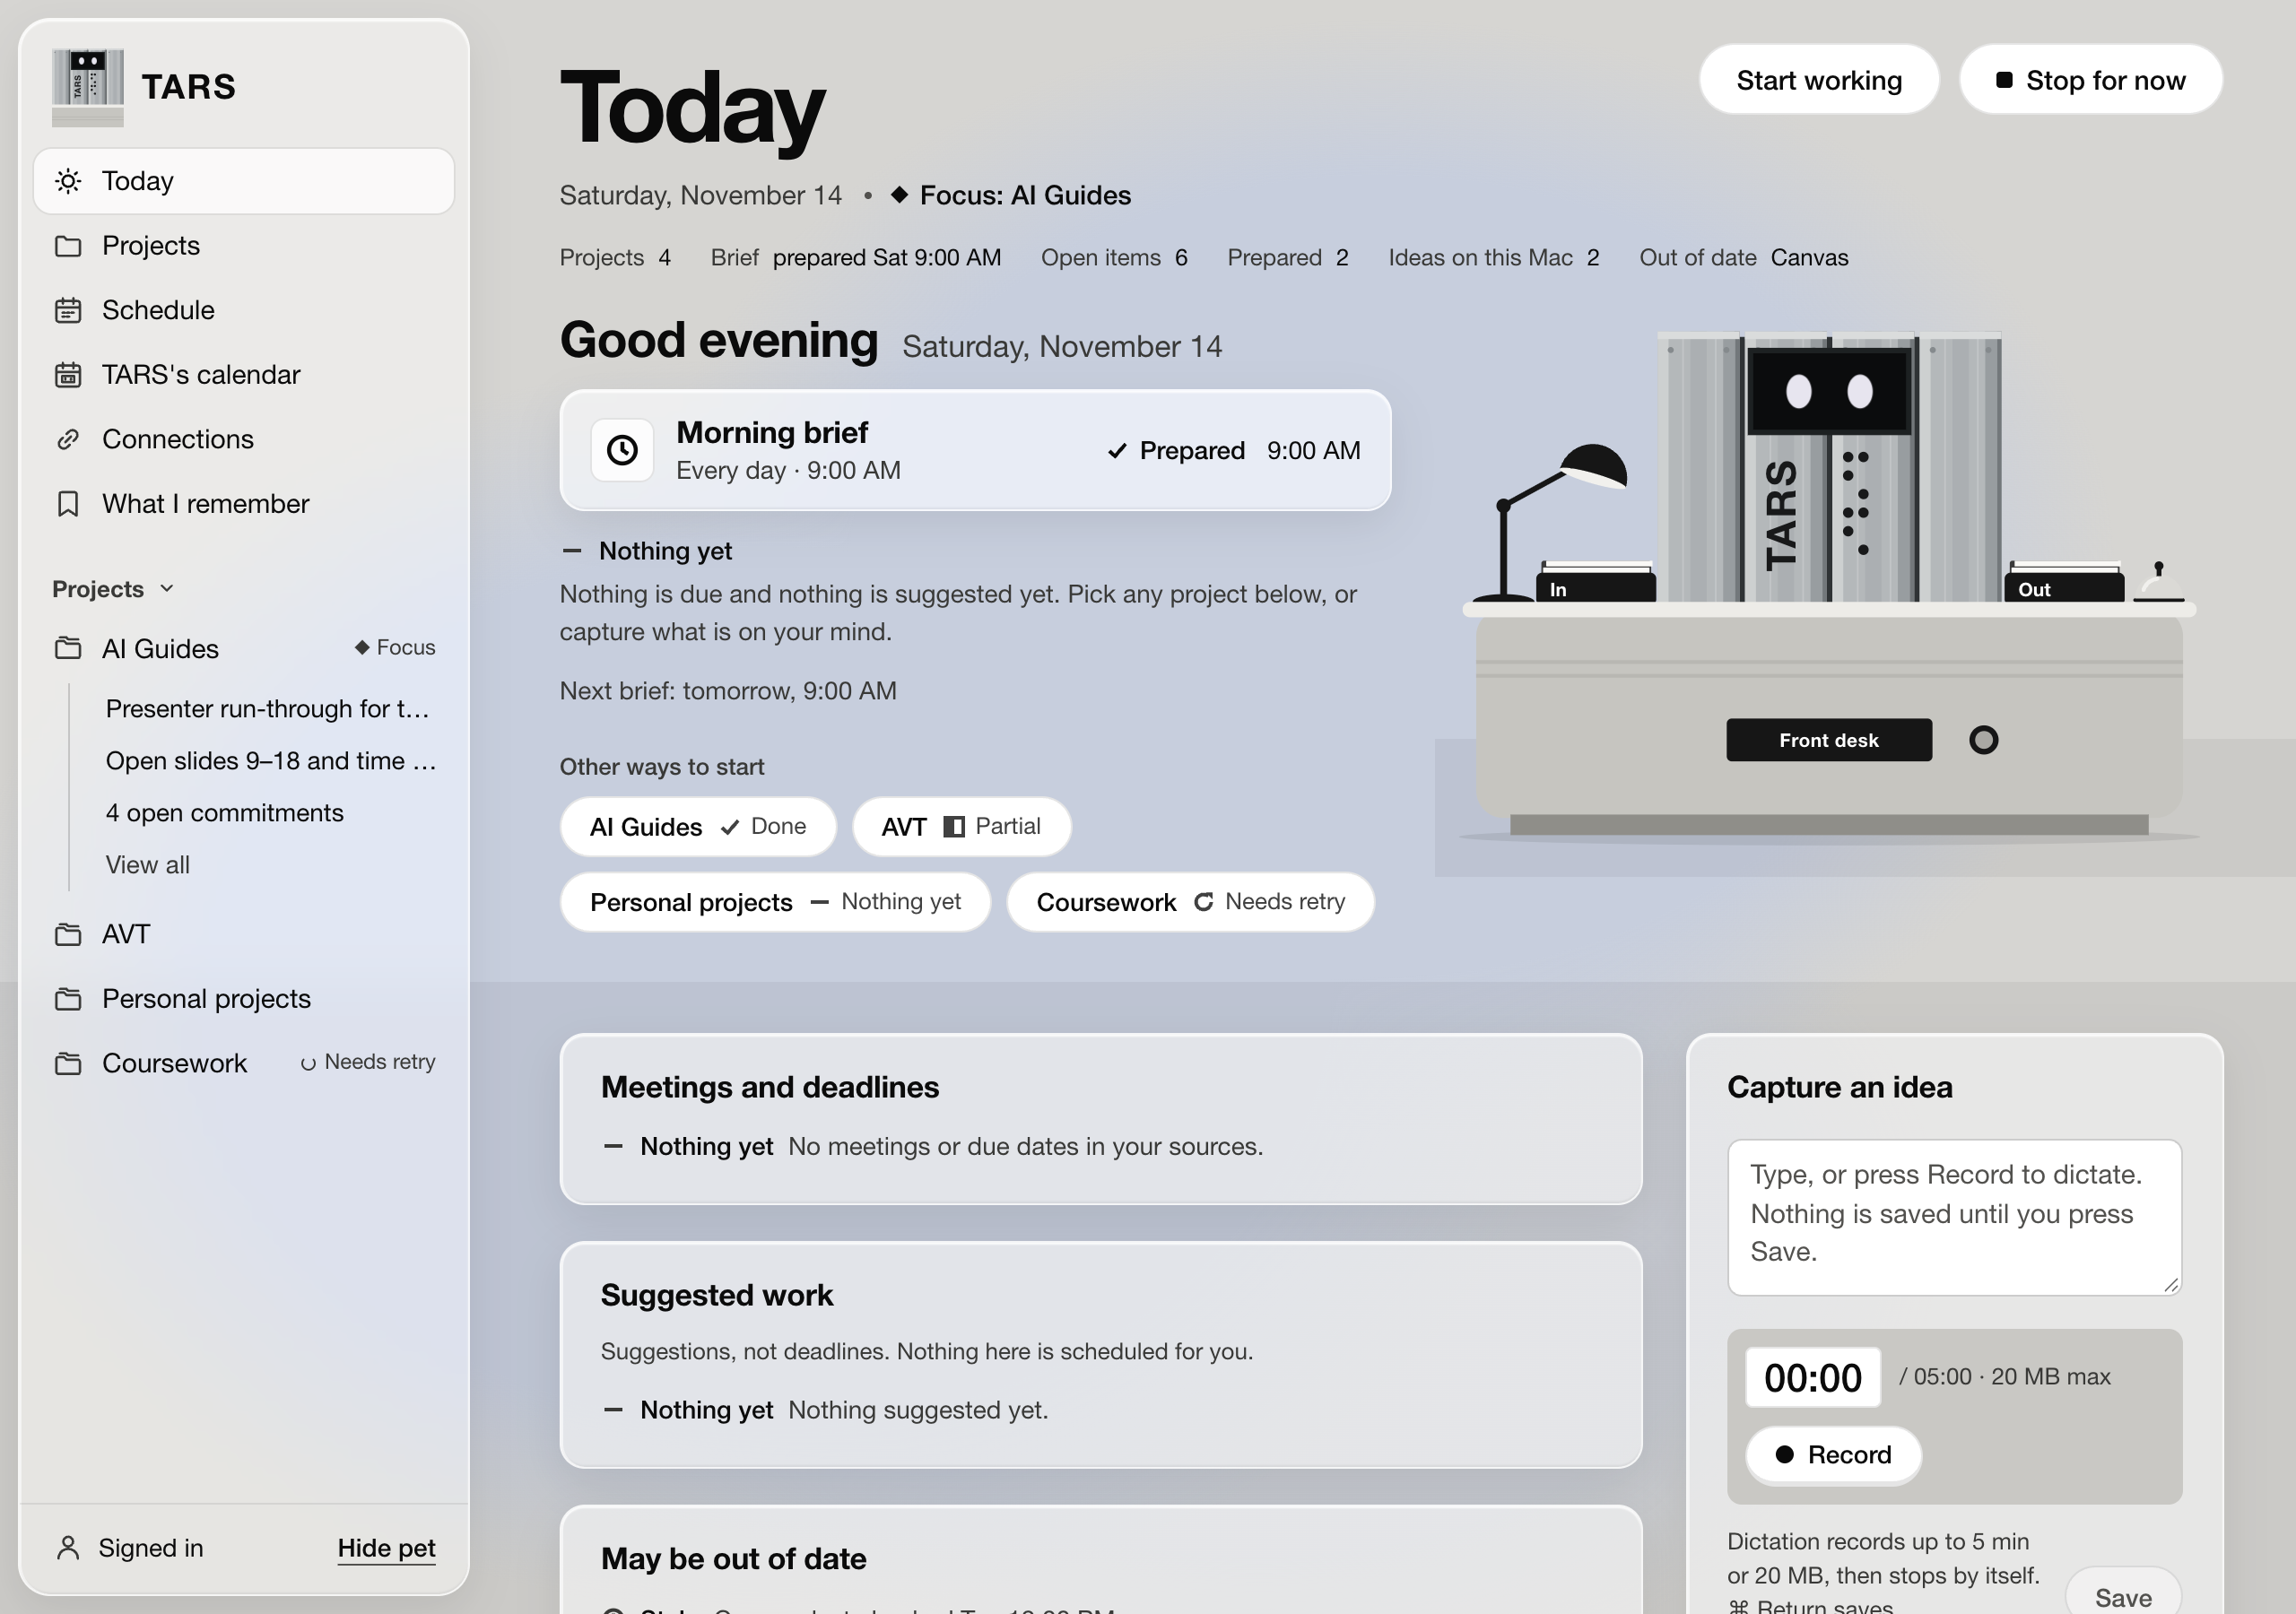 TARS
TARS
Today
Projects
Schedule
TARS's calendar
Connections
What I remember
Projects
AI Guides
Focus
Presenter run-through for t...
Open slides 9–18 and time ...
4 open commitments
View all
AVT
Personal projects
Coursework
Needs retry
Signed in
Hide pet
Today
Start working
Stop for now
Saturday, November 14 • Focus: AI Guides
Projects 4 Brief prepared Sat 9:00 AM Open items 6 Prepared 2 Ideas on this Mac 2 Out of date Canvas
Good evening Saturday, November 14
Morning brief
Every day · 9:00 AM
Prepared 9:00 AM
Nothing yet
Nothing is due and nothing is suggested yet. Pick any project below, or
capture what is on your mind.
Next brief: tomorrow, 9:00 AM
Other ways to start
AI Guides Done
AVT Partial
Personal projects Nothing yet
Coursework Needs retry
TARS
In
Out
Front desk
Meetings and deadlines
Nothing yet No meetings or due dates in your sources.
Suggested work
Suggestions, not deadlines. Nothing here is scheduled for you.
Nothing yet Nothing suggested yet.
May be out of date
Capture an idea
Type, or press Record to dictate.
Nothing is saved until you press
Save.
00:00 / 05:00 · 20 MB max
Record
Dictation records up to 5 min
or 20 MB, then stops by itself.
⌘ Return saves
Save